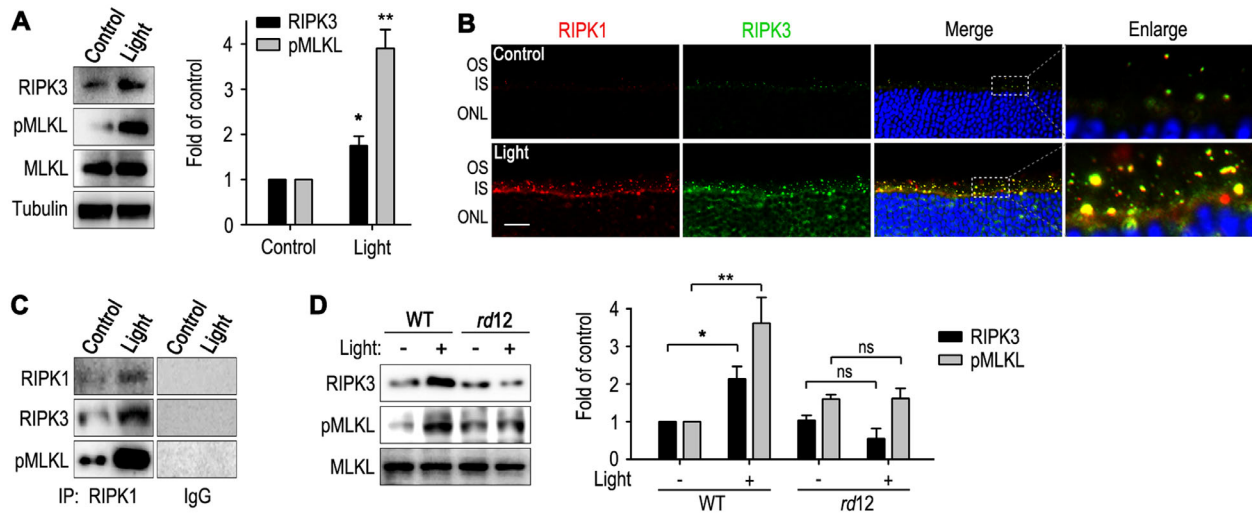 A
Control
Light
RIPK3
pMLKL
MLKL
Tubulin
Fold of control
4
3
2
1
0
RIPK3
pMLKL
*
**
Control
Light
B
RIPK1
RIPK3
Merge
Enlarge
Control
OS
IS
ONL
Light
OS
IS
ONL
C
Control
Light
Control
Light
RIPK1
RIPK3
pMLKL
IP: RIPK1
IgG
D
WT
rd12
Light: - + - +
RIPK3
pMLKL
MLKL
Fold of control
4
3
2
1
0
**
*
ns
ns
RIPK3
pMLKL
Light - + - +
WT
rd12